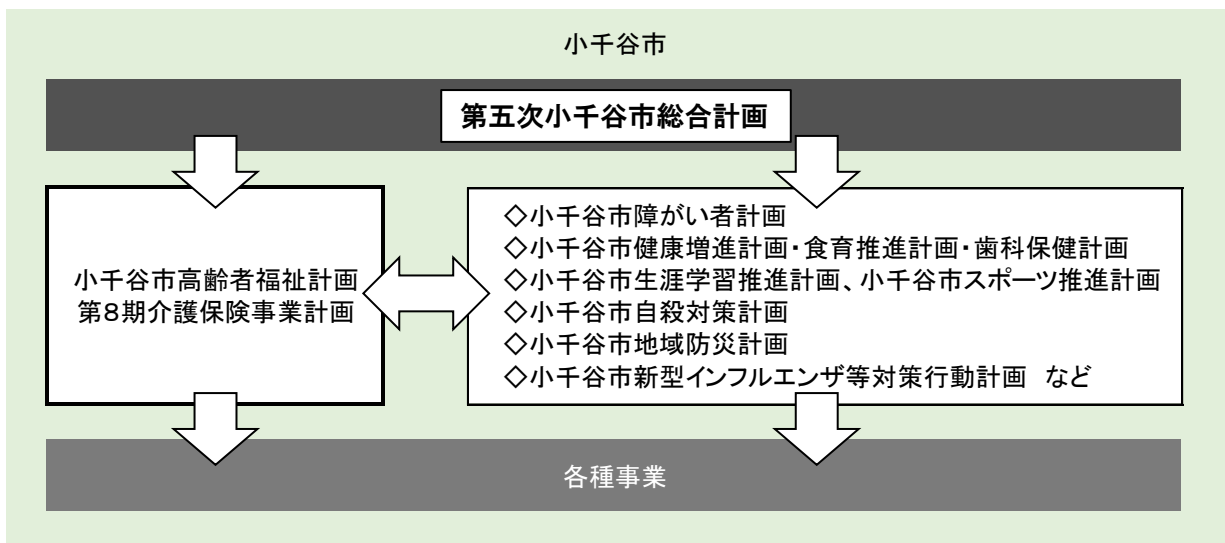 小千谷市
第五次小千谷市総合計画
小千谷市高齢者福祉計画
第8期介護保険事業計画
◇小千谷市障がい者計画
◇小千谷市健康増進計画・食育推進計画・歯科保健計画
◇小千谷市生涯学習推進計画、小千谷市スポーツ推進計画
◇小千谷市自殺対策計画
◇小千谷市地域防災計画
◇小千谷市新型インフルエンザ等対策行動計画　など
各種事業